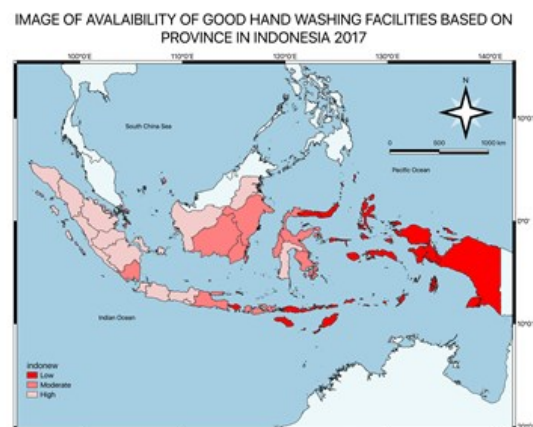 IMAGE OF AVALAIBILITY OF GOOD HAND WASHING FACILITIES BASED ON
PROVINCE IN INDONESIA 2017
100°0'E 110°0'E 120°0'E 130°0'E 140°0'E
N
South China Sea
10°0'
0 500 1000 km
Pacific Ocean
0°0'
Indian Ocean
10°0'
indonew
Low
Moderate
High
20°0'